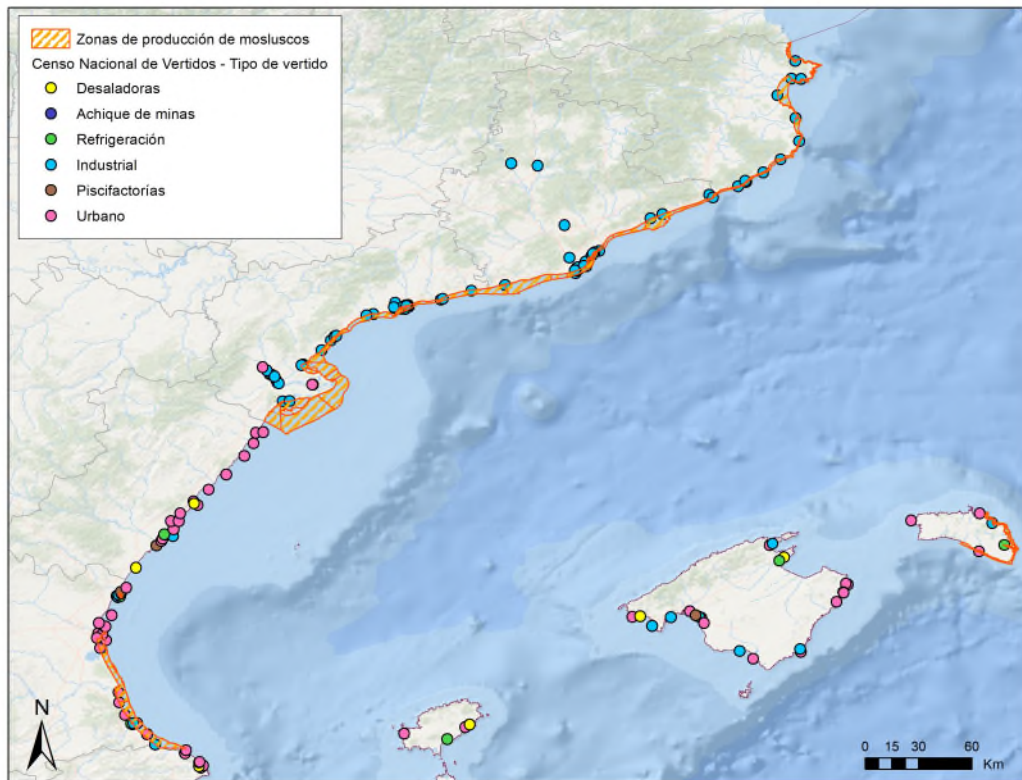 Zonas de producción de mosluscos
Censo Nacional de Vertidos - Tipo de vertido
Desaladoras
Achique de minas
Refrigeración
Industrial
Piscifactorías
Urbano
N
0 15 30 60
Km